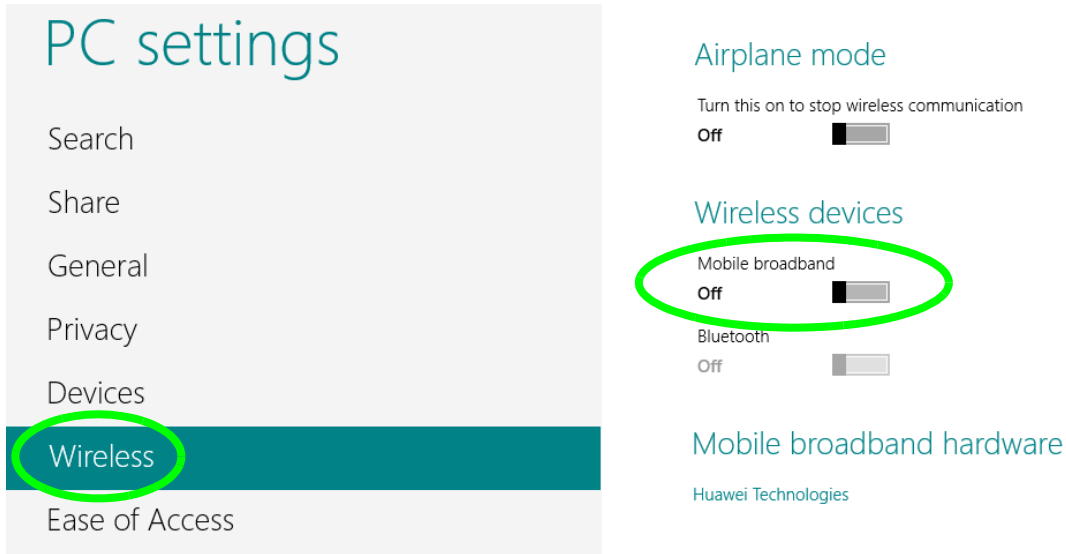 PC settings
Search
Share
General
Privacy
Devices
Wireless
Ease of Access
Airplane mode
Turn this on to stop wireless communication
Off
Wireless devices
Mobile broadband
Off
Bluetooth
Off
Mobile broadband hardware
Huawei Technologies